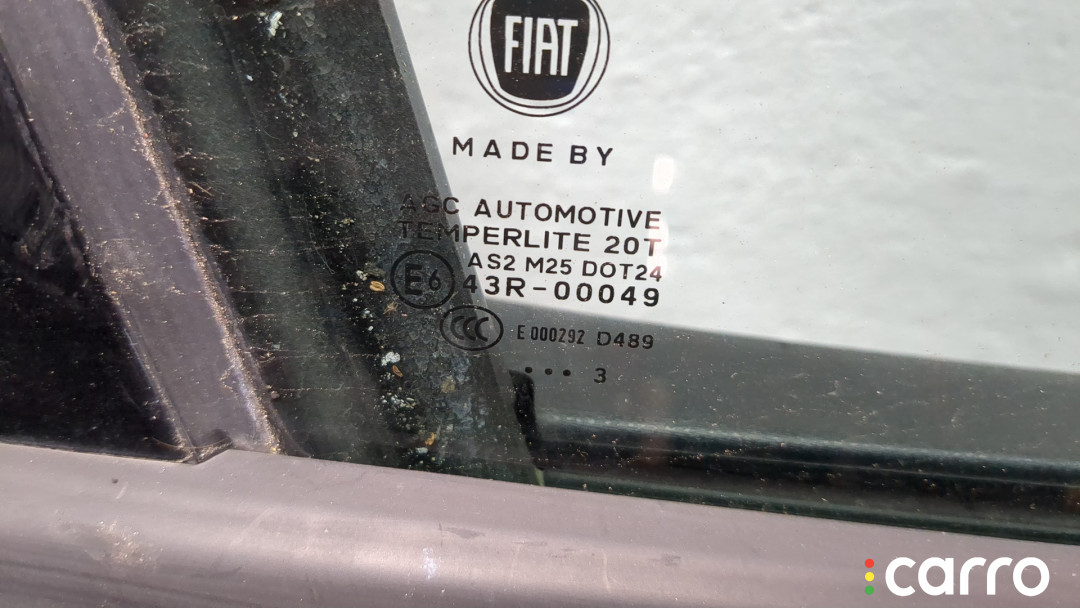 FIAT
MADE BY
AGC AUTOMOTIVE
TEMPERLITE 20T
AS2 M25 DOT24
E6 43R-00049
CCC E 000292 D489
••• 3
carro